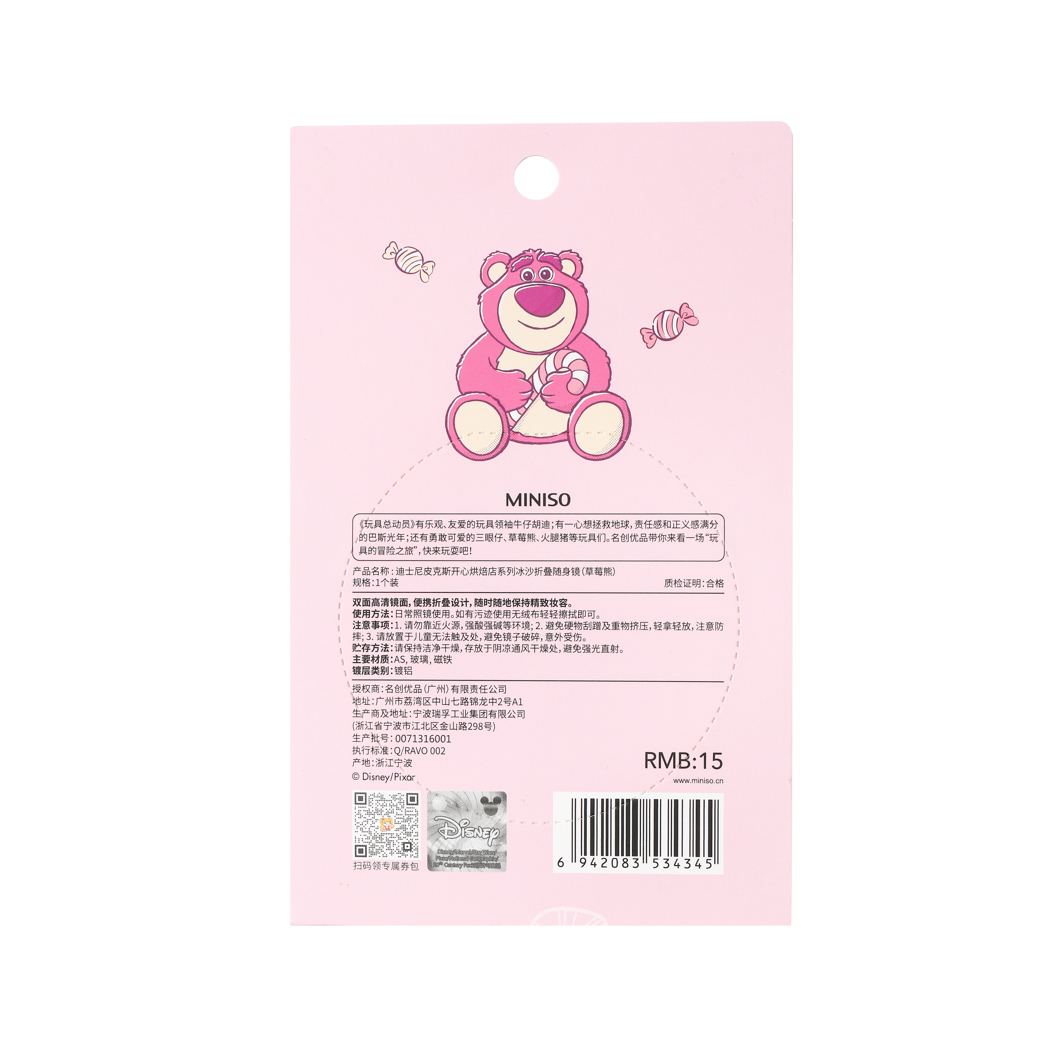 MINISO
《玩具总动员》有乐观、友爱的玩具领袖牛仔胡迪;有一心想拯救地球,责任感和正义感满分
的巴斯光年;还有勇敢可爱的三眼仔、草莓熊、火腿猪等玩具们。名创优品带你来看一场“玩
具的冒险之旅”,快来玩耍吧!
产品名称:迪士尼皮克斯开心烘焙店系列冰沙折叠随身镜(草莓熊)
规格:1个装 质检证明:合格
双面高清镜面,便携折叠设计,随时随地保持精致妆容。
使用方法:日常照镜使用。如有污迹使用无绒布轻轻擦拭即可。
注意事项:1. 请勿靠近火源,强酸强碱等环境; 2. 避免硬物刮蹭及重物挤压,轻拿轻放,注意防
摔; 3. 请放置于儿童无法触及处,避免镜子破碎,意外受伤。
贮存方法:请保持洁净干燥,存放于阴凉通风干燥处,避免强光直射。
主要材质:AS, 玻璃, 磁铁
镀层类别:镀铝
授权商:名创优品(广州)有限责任公司
地址:广州市荔湾区中山七路锦龙中2号A1
生产商及地址:宁波瑞孚工业集团有限公司
(浙江省宁波市江北区金山路298号)
生产批号: 0071316001
执行标准:Q/RAVO 002
产地:浙江宁波
© Disney/Pixar
RMB:15
www.miniso.cn
Disney
扫码领专属券包
6 942083 534345